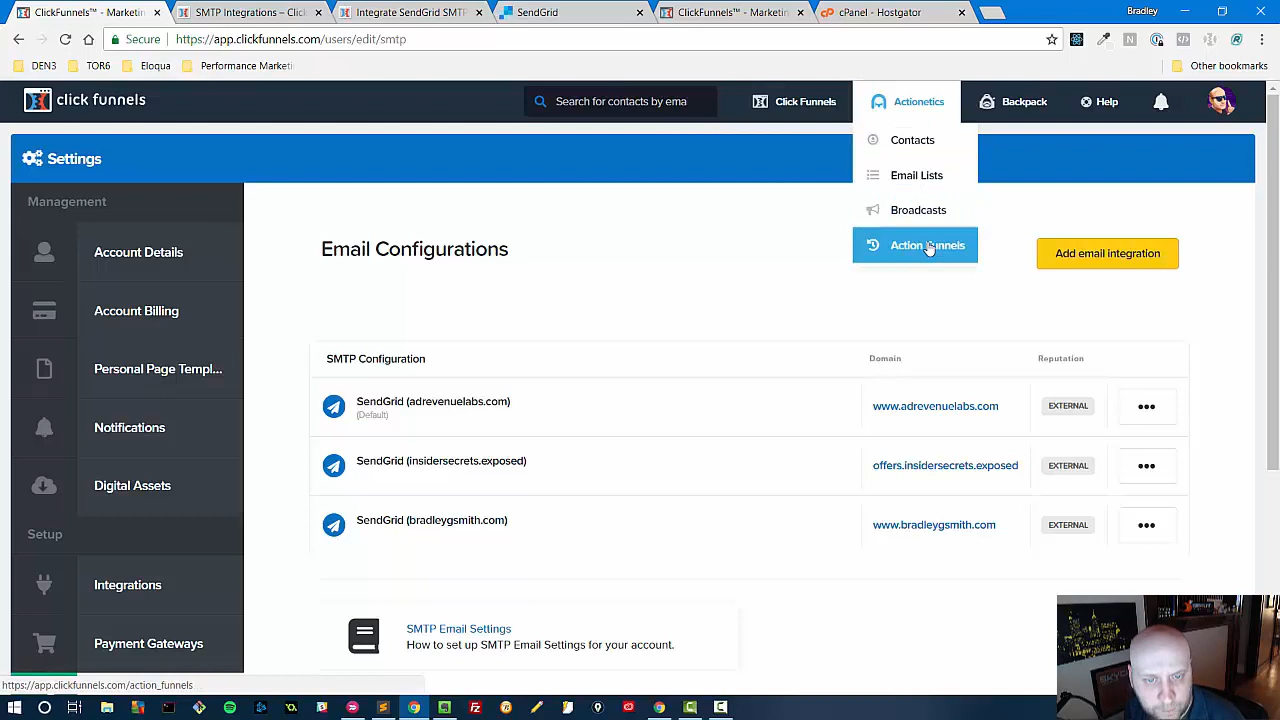 ClickFunnels™ - Marketin
SMTP Integrations – Click
Integrate SendGrid SMTP
SendGrid
ClickFunnels™ - Marketin
cPanel - Hostgator
Bradley
Secure
https://app.clickfunnels.com/users/edit/smtp
DEN3
TOR6
Eloqua
Performance Marketi
Other bookmarks
click funnels
Search for contacts by ema
Click Funnels
Actionetics
Backpack
Help
Contacts
Email Lists
Broadcasts
Action Funnels
Settings
Management
Account Details
Account Billing
Personal Page Templ...
Notifications
Digital Assets
Setup
Integrations
Payment Gateways
Email Configurations
Add email integration
SMTP Configuration
Domain
Reputation
SendGrid (adrevenuelabs.com)
(Default)
www.adrevenuelabs.com
EXTERNAL
SendGrid (insidersecrets.exposed)
offers.insidersecrets.exposed
EXTERNAL
SendGrid (bradleygsmith.com)
www.bradleygsmith.com
EXTERNAL
SMTP Email Settings
How to set up SMTP Email Settings for your account.
https://app.clickfunnels.com/action_funnels